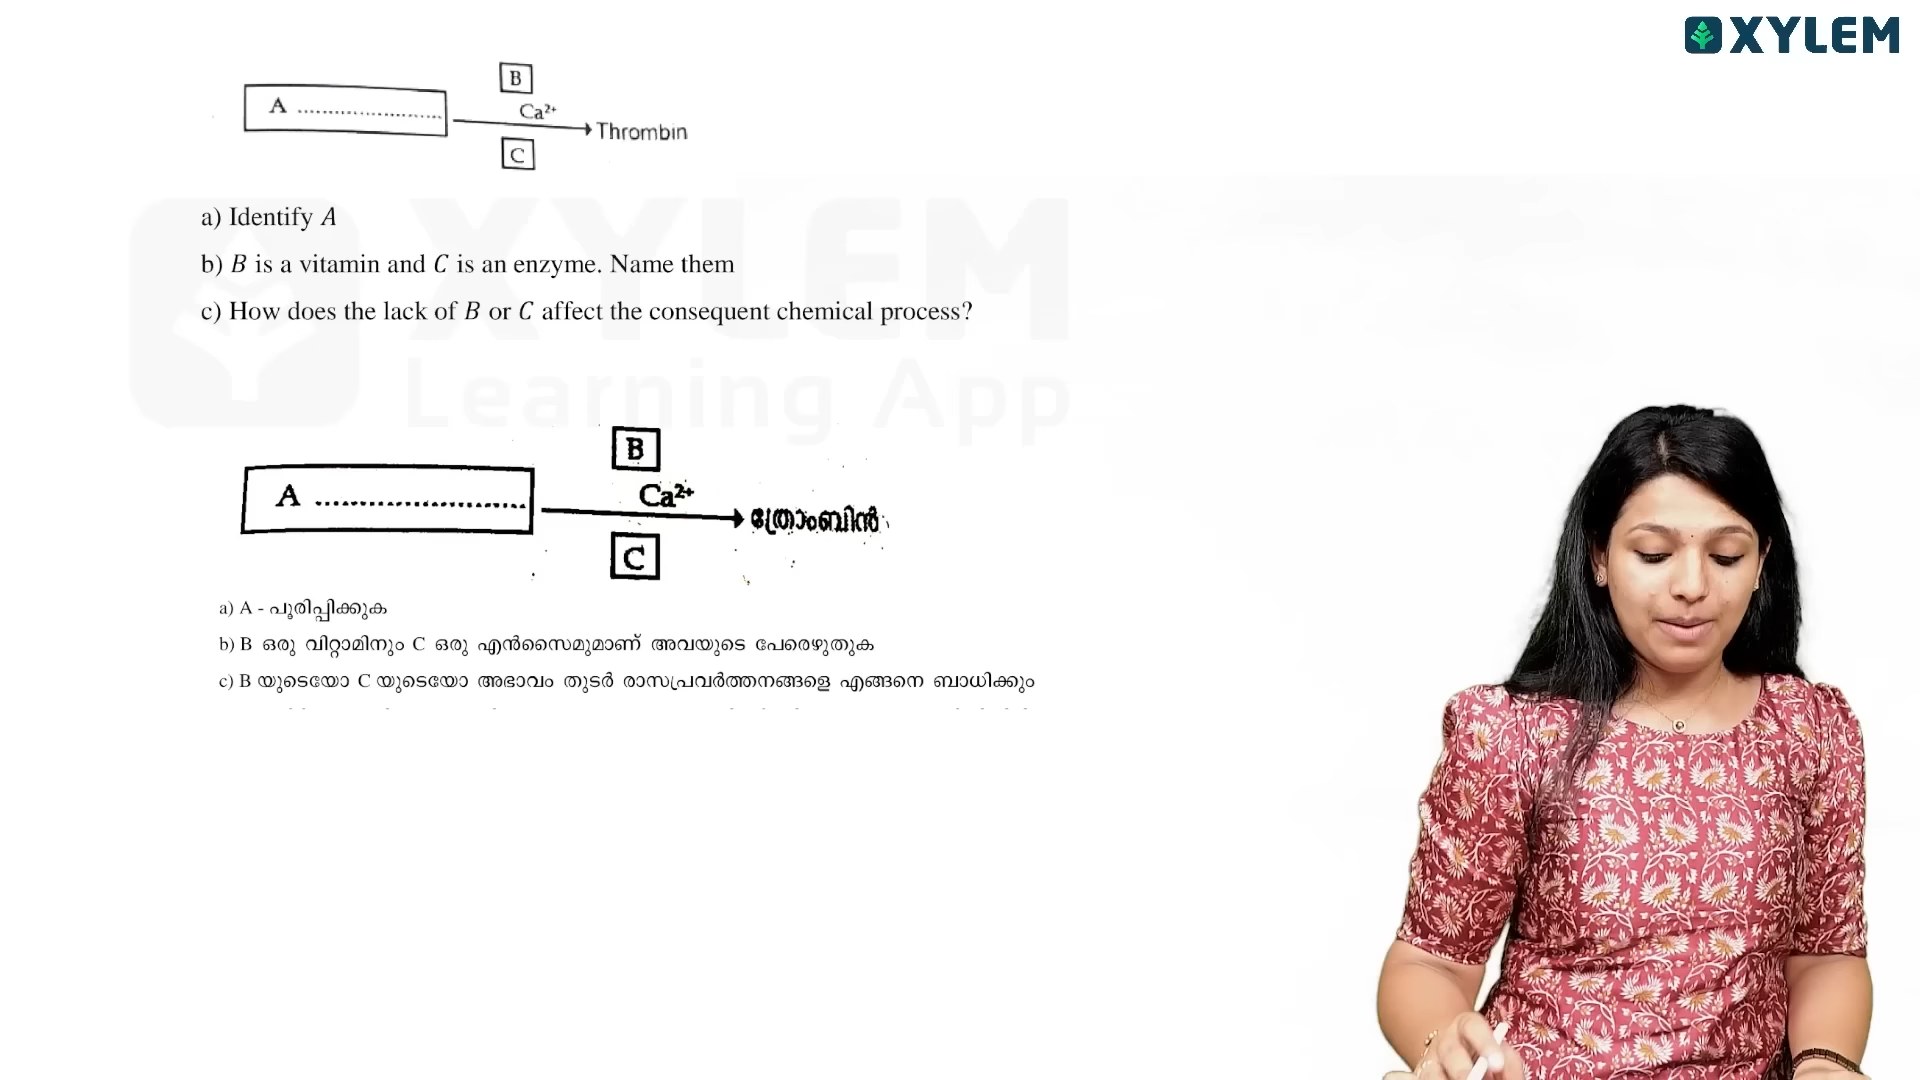 XYLEM
B
A ........................
Ca²⁺
Thrombin
C
a) Identify A
b) B is a vitamin and C is an enzyme. Name them
c) How does the lack of B or C affect the consequent chemical process?
XYLEM
Learning App
B
A ..............................
Ca²⁺
ത്രോംബിൻ
C
a) A - പൂരിപ്പിക്കുക
b) B ഒരു വിറ്റാമിനും C ഒരു എൻസൈമുമാണ് അവയുടെ പേരെഴുതുക
c) B യുടെയോ C യുടെയോ അഭാവം തുടർ രാസപ്രവർത്തനങ്ങളെ എങ്ങനെ ബാധിക്കും